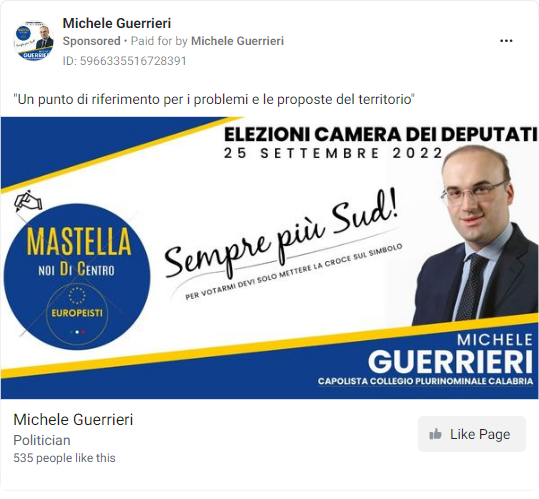 Michele Guerrieri
Sponsored • Paid for by Michele Guerrieri
ID: 5966335516728391
"Un punto di riferimento per i problemi e le proposte del territorio"
ELEZIONI CAMERA DEI DEPUTATI
25 SETTEMBRE 2022
MASTELLA
NOI DI CENTRO
EUROPEISTI
Sempre più Sud!
PER VOTARMI DEVI SOLO METTERE LA CROCE SUL SIMBOLO
MICHELE
GUERRIERI
CAPOLISTA COLLEGIO PLURINOMINALE CALABRIA
Michele Guerrieri
Politician
535 people like this
Like Page